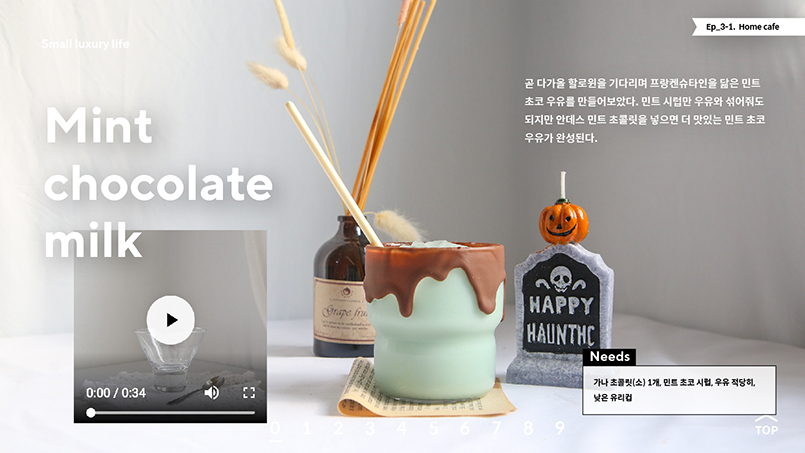 Small luxury life
Ep_3-1. Home cafe
Mint
chocolate
milk
곧 다가올 할로윈을 기다리며 프랑켄슈타인을 닮은 민트
초코 우유를 만들어보았다. 민트 시럽만 우유와 섞어줘도
되지만 안데스 민트 초콜릿을 넣으면 더 맛있는 민트 초코
우유가 완성된다.
HAPPY
HAUNTHC
Grape fruit
0:00 / 0:34
Needs
가나 초콜릿(소) 1개, 민트 초코 시럽, 우유 적당히,
낮은 유리컵
0 1 2 3 4 5 6 7 8 9
TOP